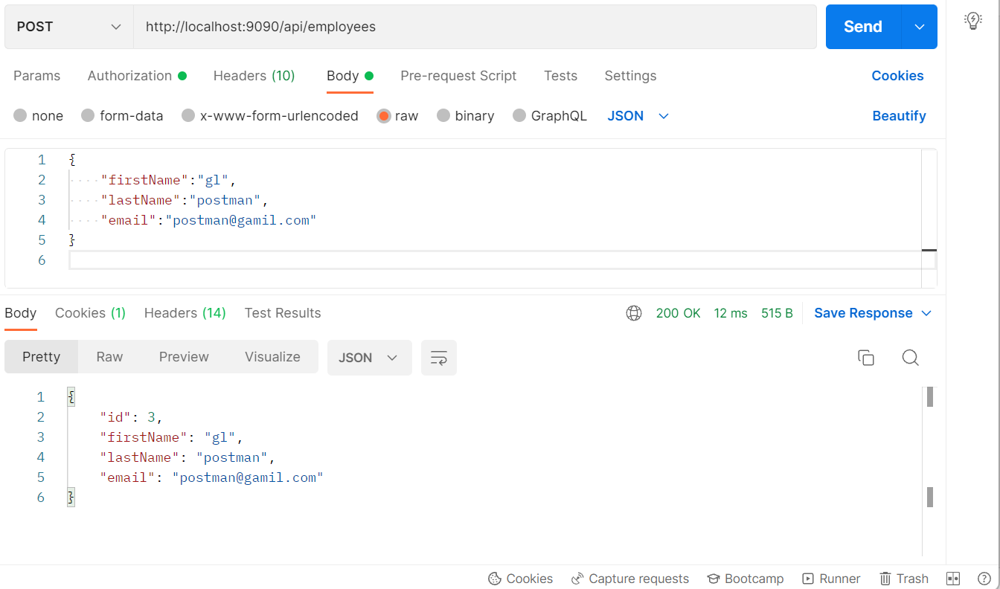 POST http://localhost:9090/api/employees Send
Params Authorization Headers (10) Body Pre-request Script Tests Settings Cookies
none form-data x-www-form-urlencoded raw binary GraphQL JSON Beautify
1 {
2 "firstName":"gl",
3 "lastName":"postman",
4 "email":"postman@gamil.com"
5 }
6
Body Cookies (1) Headers (14) Test Results 200 OK 12 ms 515 B Save Response
Pretty Raw Preview Visualize JSON
1 {
2 "id": 3,
3 "firstName": "gl",
4 "lastName": "postman",
5 "email": "postman@gamil.com"
6 }
Cookies Capture requests Bootcamp Runner Trash